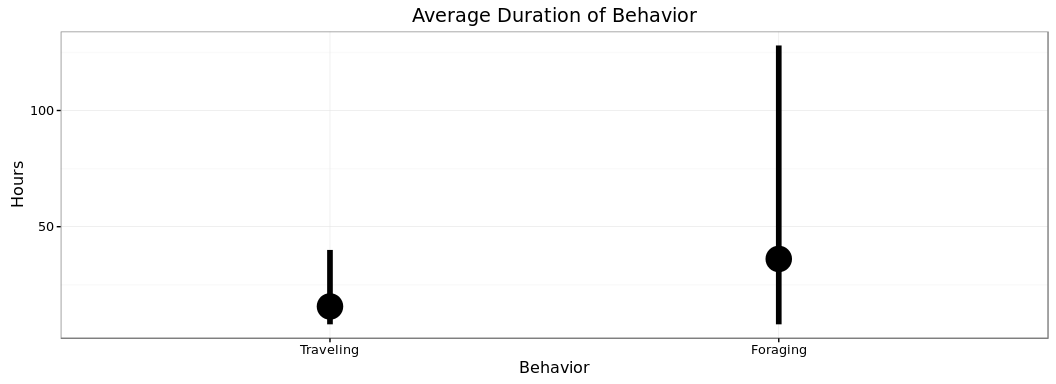 Average Duration of Behavior
Hours
100
50
Traveling
Foraging
Behavior